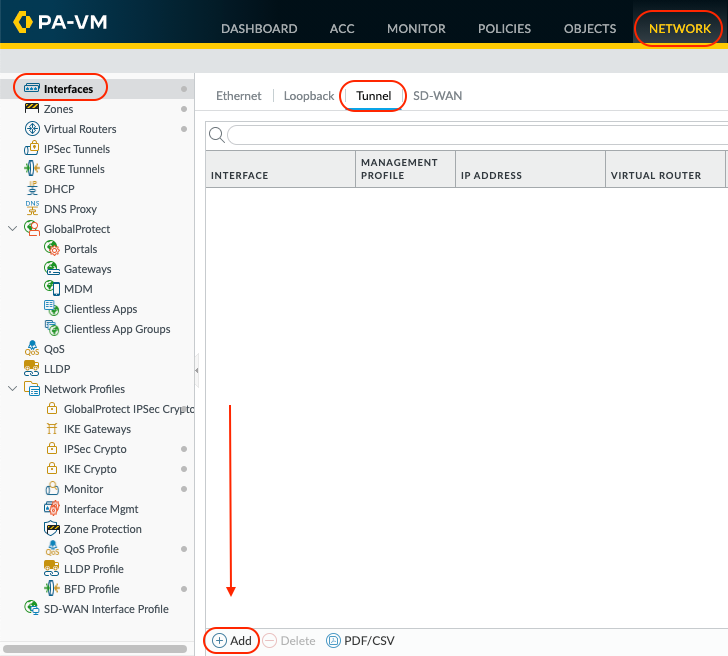 PA-VM
DASHBOARD ACC MONITOR POLICIES OBJECTS NETWORK
Interfaces
Zones
Virtual Routers
IPSec Tunnels
GRE Tunnels
DHCP
DNS Proxy
GlobalProtect
Portals
Gateways
MDM
Clientless Apps
Clientless App Groups
QoS
LLDP
Network Profiles
GlobalProtect IPSec Crypto
IKE Gateways
IPSec Crypto
IKE Crypto
Monitor
Interface Mgmt
Zone Protection
QoS Profile
LLDP Profile
BFD Profile
SD-WAN Interface Profile
Ethernet Loopback Tunnel SD-WAN
INTERFACE
MANAGEMENT
PROFILE
IP ADDRESS
VIRTUAL ROUTER
Add Delete PDF/CSV